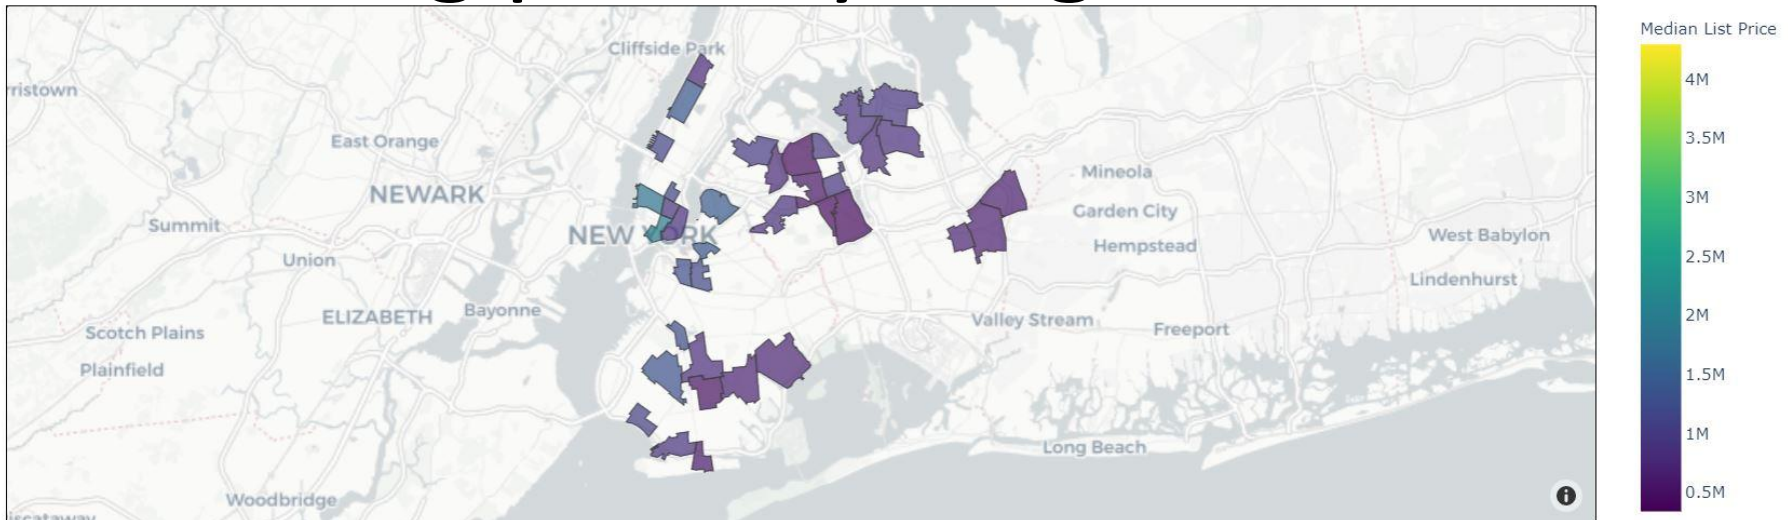 Cliffside Park
ristown
East Orange
NEWARK
Mineola
Garden City
Summit
NEW YORK
Hempstead
West Babylon
Union
Lindenhurst
ELIZABETH
Bayonne
Valley Stream
Freeport
Scotch Plains
Plainfield
Long Beach
Woodbridge
iscataway
Median List Price
4M
3.5M
3M
2.5M
2M
1.5M
1M
0.5M